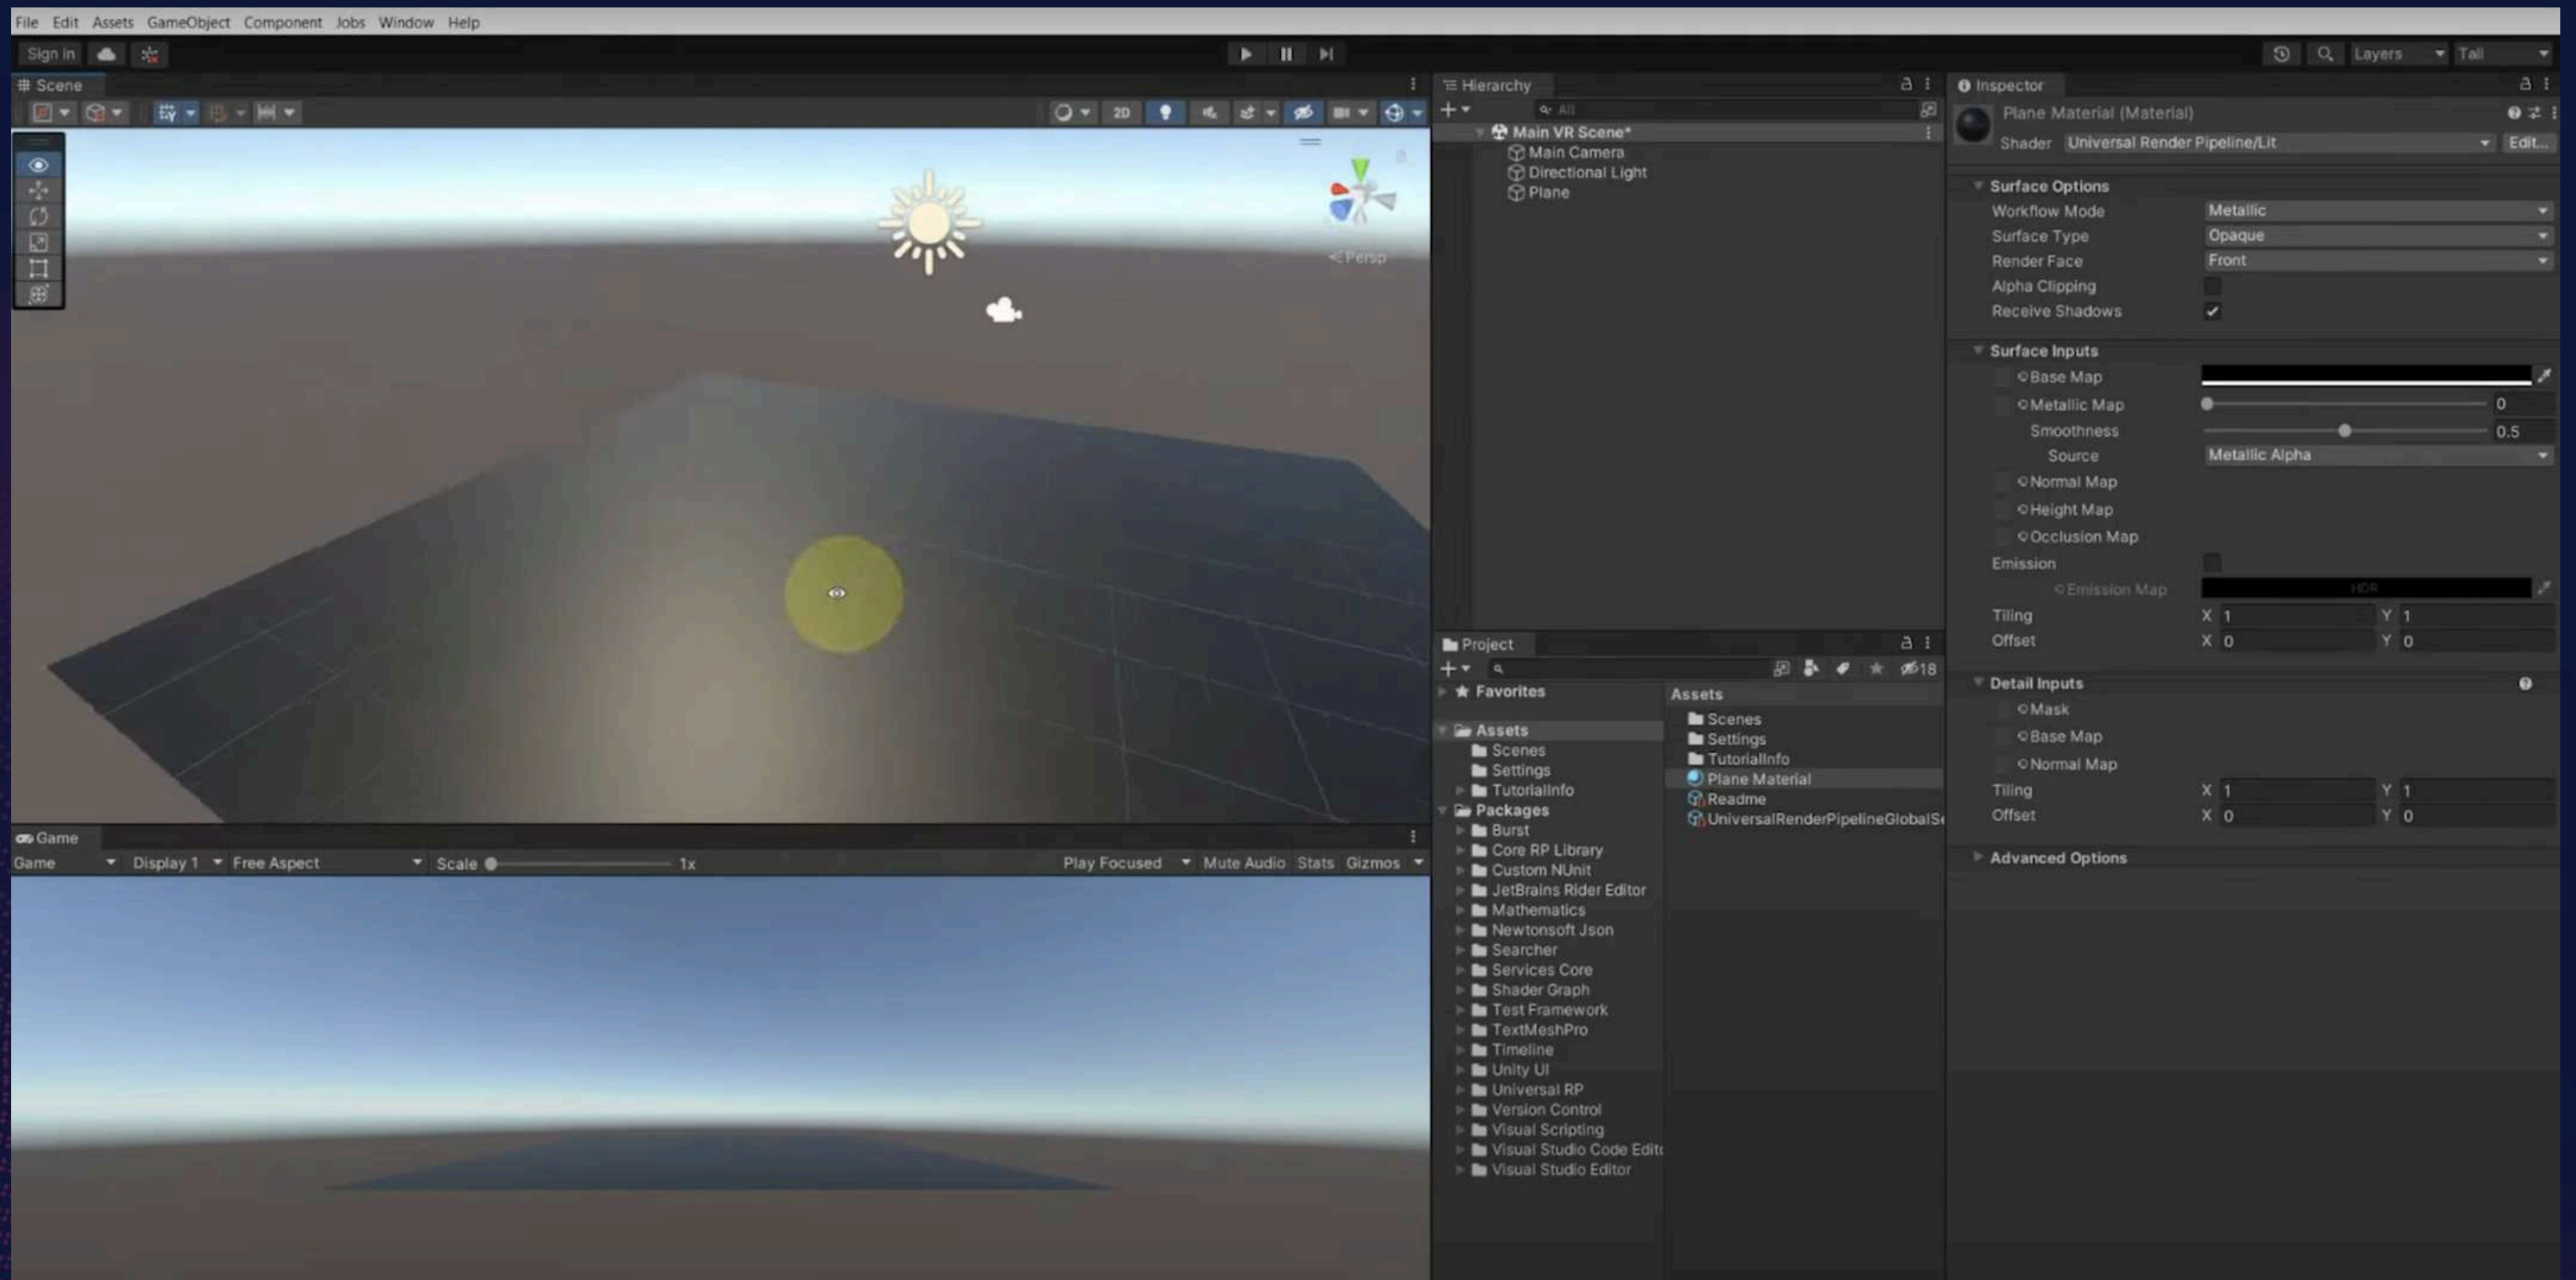 File Edit Assets GameObject Component Jobs Window Help
Sign in
Layers
Tall
Scene
2D
Persp
Game
Game
Display 1
Free Aspect
Scale
1x
Play Focused
Mute Audio
Stats
Gizmos
Hierarchy
All
Main VR Scene*
Main Camera
Directional Light
Plane
Project
18
Favorites
Assets
Scenes
Settings
TutorialInfo
Packages
Burst
Core RP Library
Custom NUnit
JetBrains Rider Editor
Mathematics
Newtonsoft Json
Searcher
Services Core
Shader Graph
Test Framework
TextMeshPro
Timeline
Unity UI
Universal RP
Version Control
Visual Scripting
Visual Studio Code Edito
Visual Studio Editor
Assets
Scenes
Settings
TutorialInfo
Plane Material
Readme
UniversalRenderPipelineGlobalSe
Inspector
Plane Material (Material)
Shader Universal Render Pipeline/Lit Edit...
Surface Options
Workflow Mode Metallic
Surface Type Opaque
Render Face Front
Alpha Clipping
Receive Shadows
Surface Inputs
Base Map
Metallic Map 0
Smoothness 0.5
Source Metallic Alpha
Normal Map
Height Map
Occlusion Map
Emission
Emission Map HDR
Tiling X 1 Y 1
Offset X 0 Y 0
Detail Inputs
Mask
Base Map
Normal Map
Tiling X 1 Y 1
Offset X 0 Y 0
Advanced Options